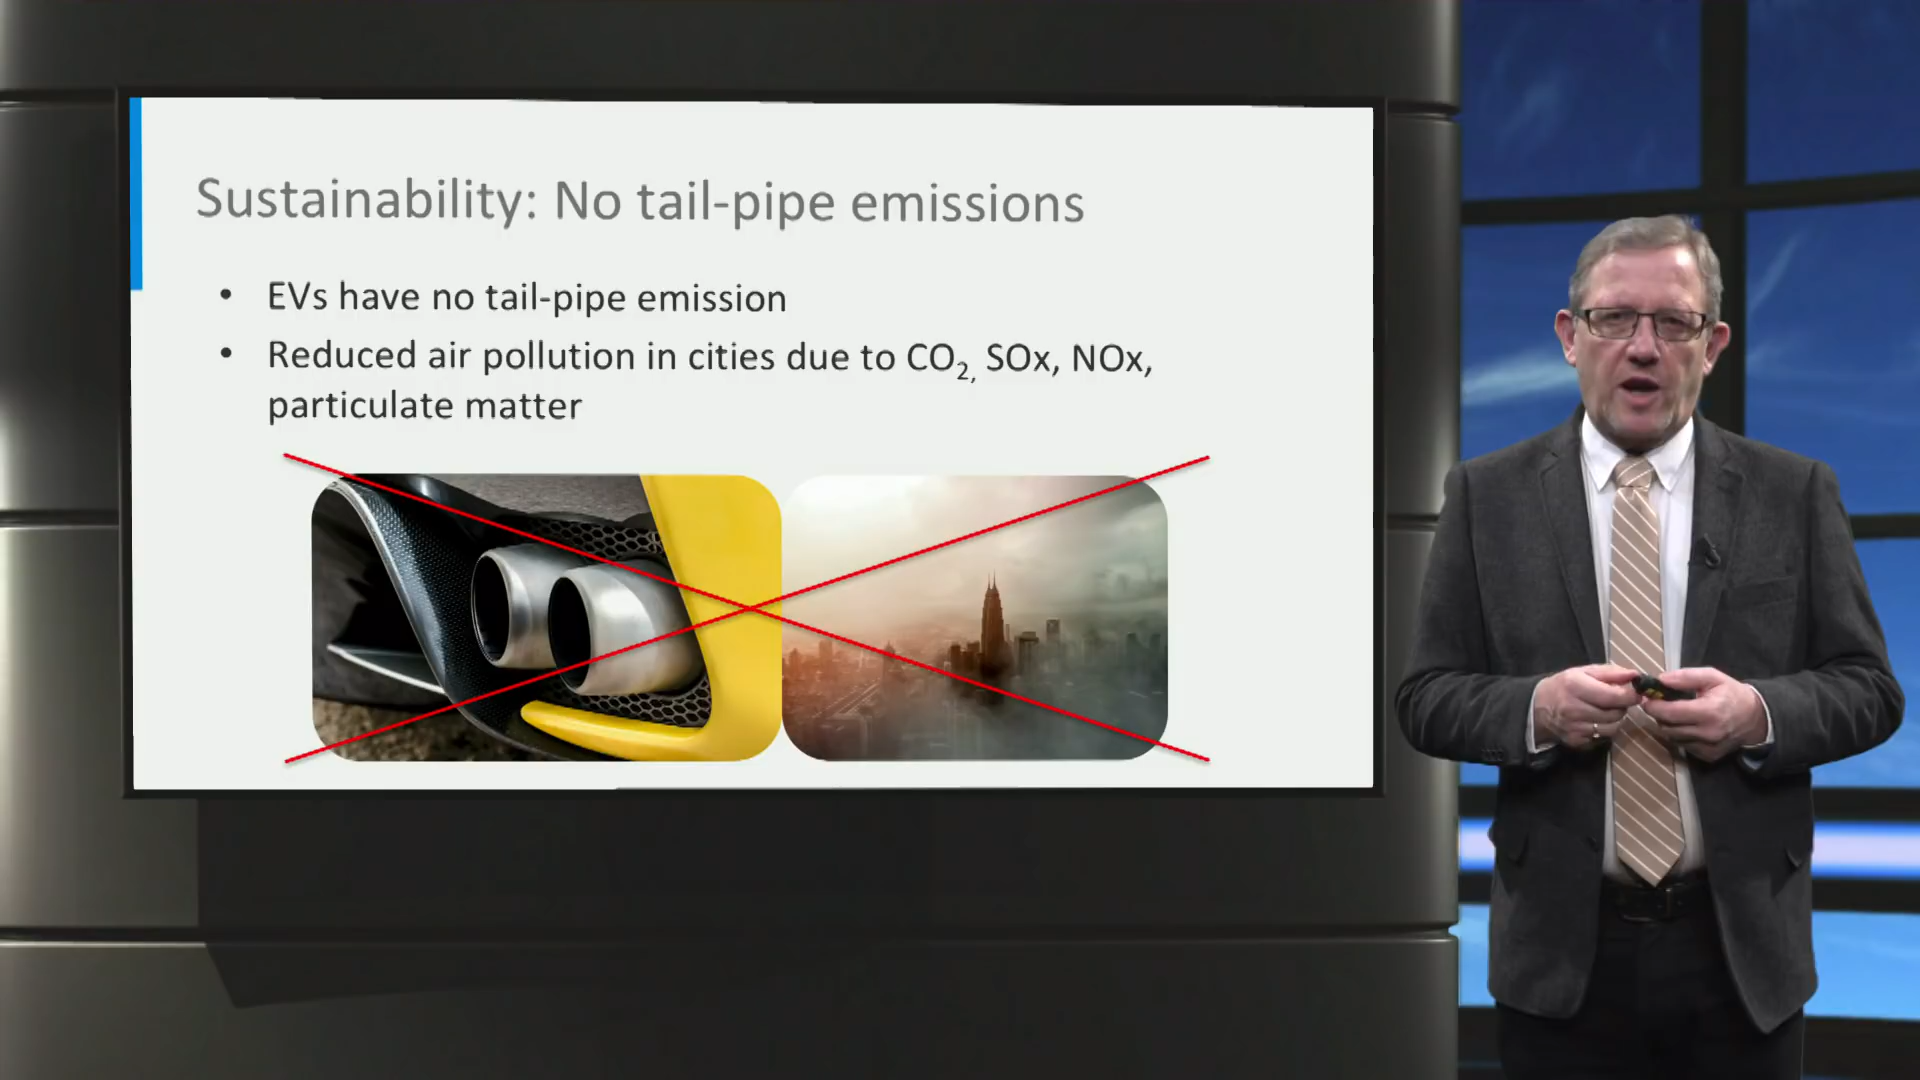 Sustainability: No tail-pipe emissions
• EVs have no tail-pipe emission
• Reduced air pollution in cities due to CO₂, SOx, NOx,
particulate matter